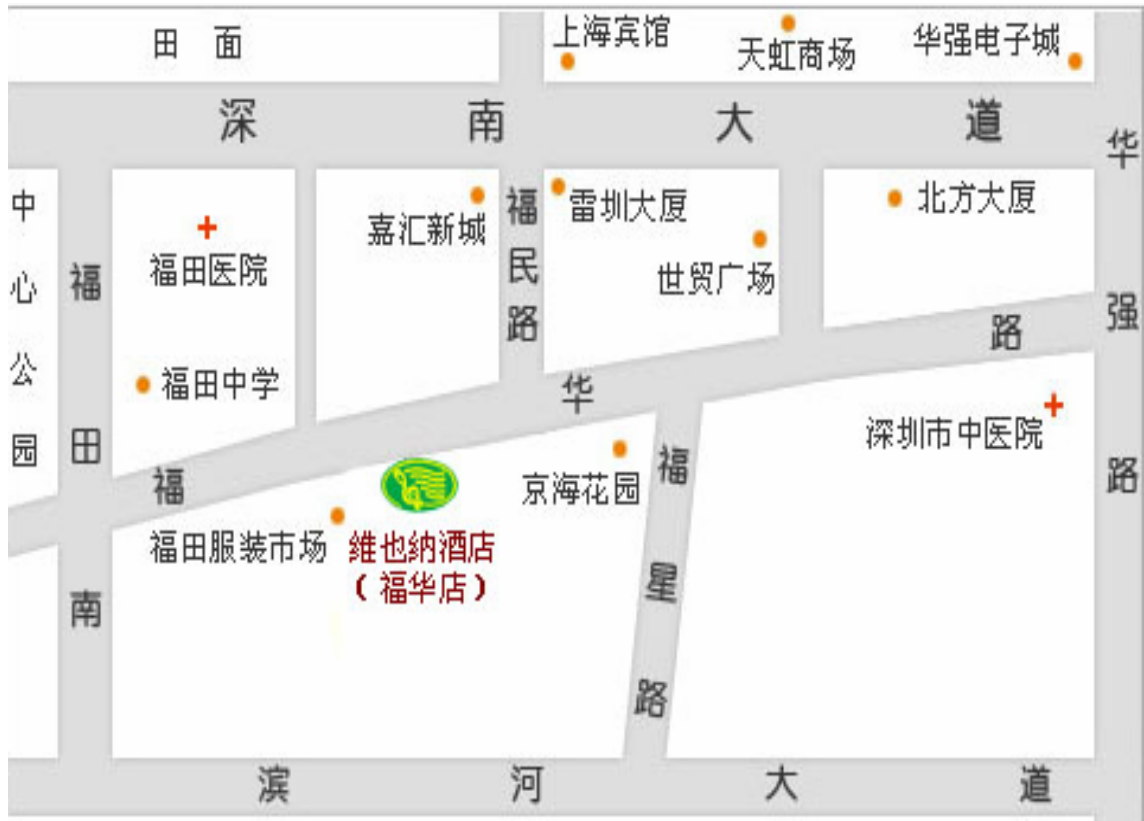 田 面
上海宾馆
天虹商场
华强电子城
深南大道
华强路
中心公园
福田南
福田医院
嘉汇新城
福民路
雷圳大厦
世贸广场
北方大厦
福田中学
福华路
深圳市中医院
京海花园
福星路
福田服装市场
维也纳酒店
（福华店）
滨河大道